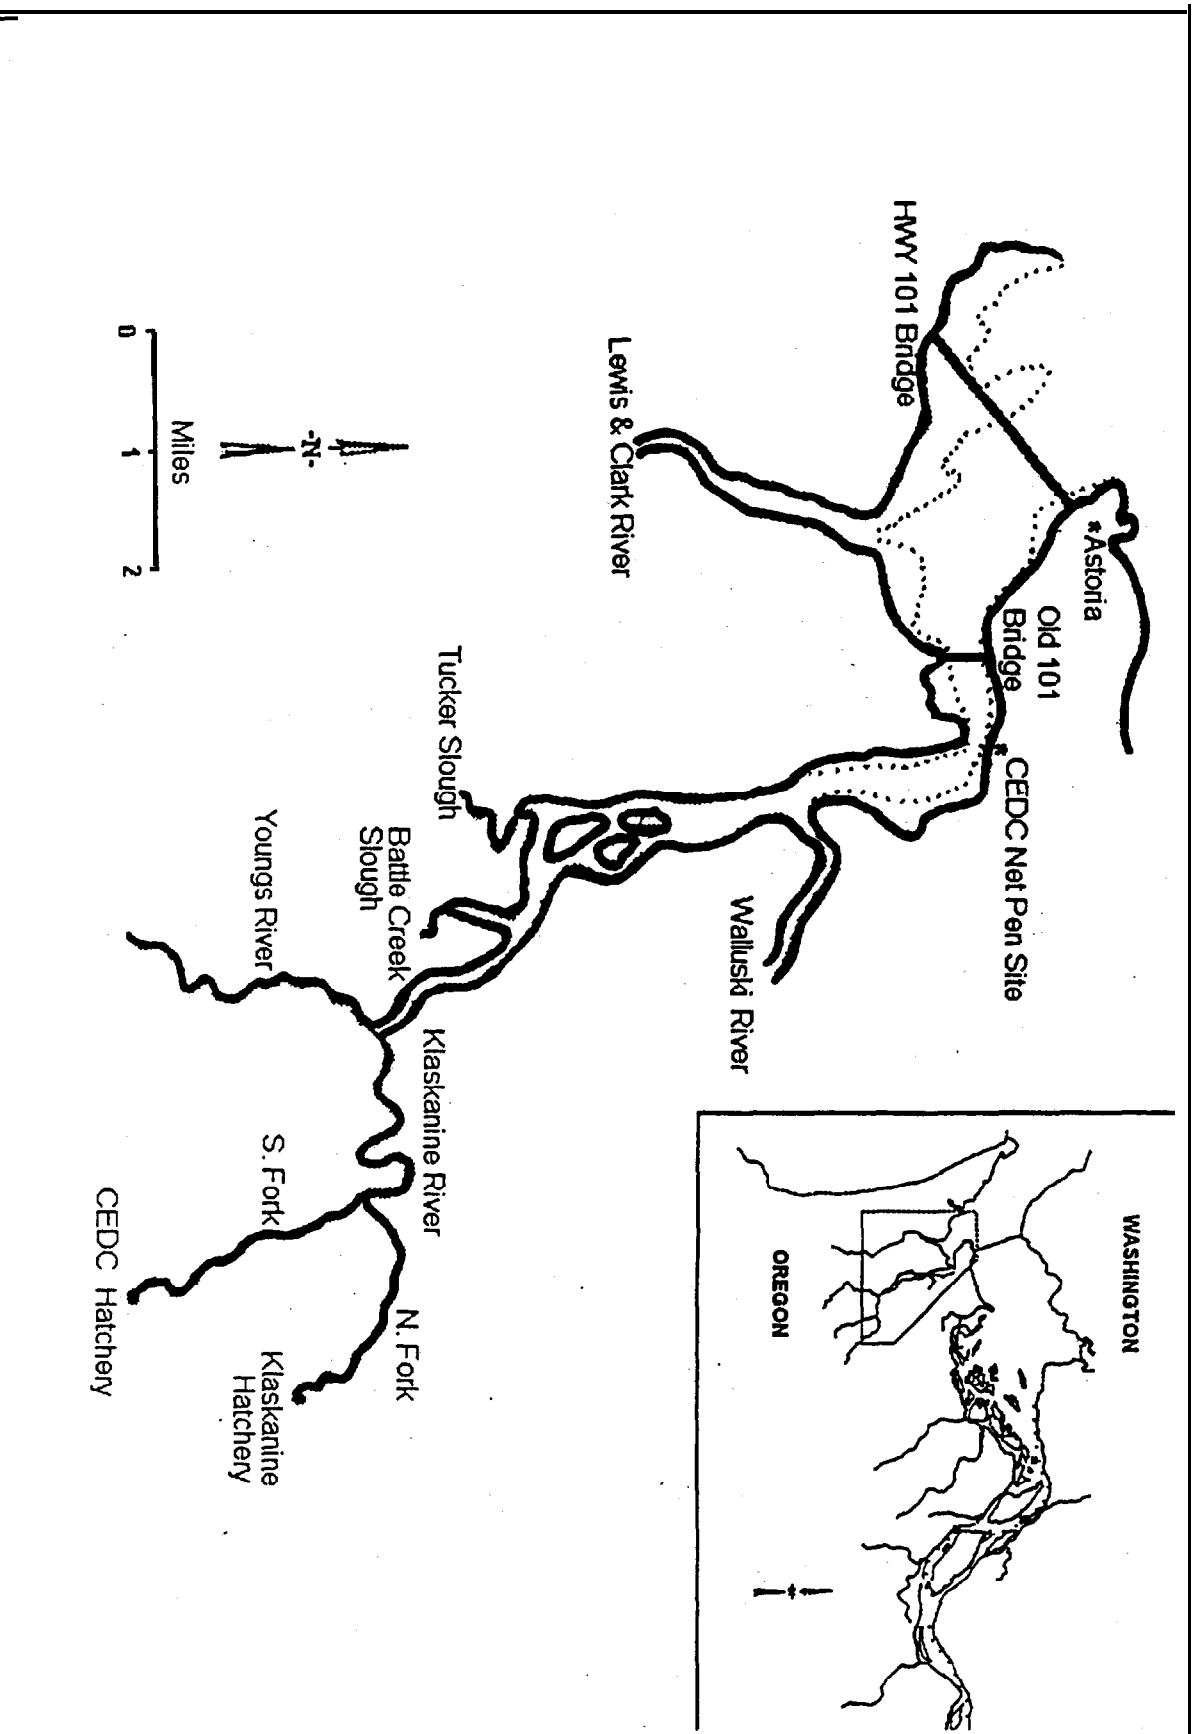 WASHINGTON
OREGON
*Astoria
Old 101
Bridge
CEDC Net Pen Site
HWY 101 Bridge
Walluski River
Lewis & Clark River
Tucker Slough
Klaskanine River
Battle Creek
Slough
N. Fork
Youngs River
S. Fork
Klaskanine
Hatchery
CEDC Hatchery
-N-
Miles
0 1 2